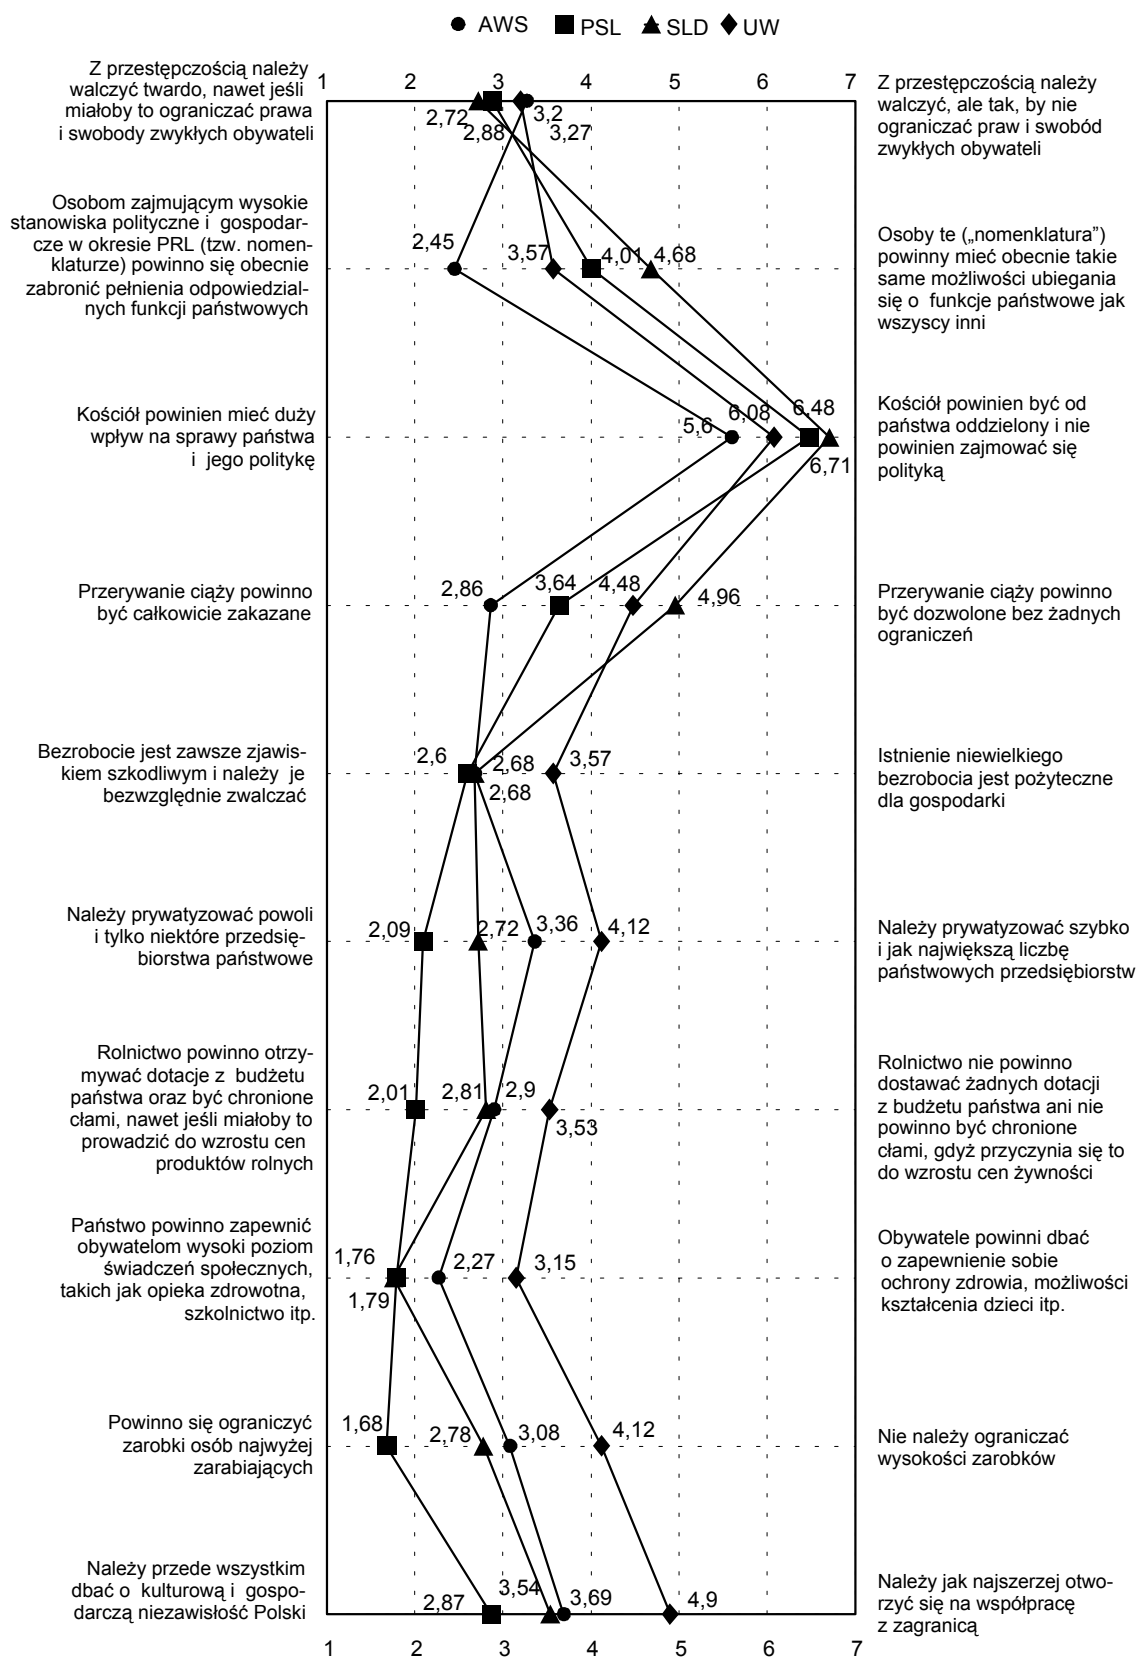 AWS PSL SLD UW
1 2 3 4 5 6 7
Z przestępczością należy
walczyć twardo, nawet jeśli
miałoby to ograniczać prawa
i swobody zwykłych obywateli
2,72
2,88
3,2
3,27
Z przestępczością należy
walczyć, ale tak, by nie
ograniczać praw i swobód
zwykłych obywateli
Osobom zajmującym wysokie
stanowiska polityczne i gospodar-
cze w okresie PRL (tzw. nomen-
klaturze) powinno się obecnie
zabronić pełnienia odpowiedzial-
nych funkcji państwowych
2,45
3,57
4,01
4,68
Osoby te („nomenklatura”)
powinny mieć obecnie takie
same możliwości ubiegania
się o funkcje państwowe jak
wszyscy inni
Kościół powinien mieć duży
wpływ na sprawy państwa
i jego politykę
5,6
6,08
6,48
6,71
Kościół powinien być od
państwa oddzielony i nie
powinien zajmować się
polityką
Przerywanie ciąży powinno
być całkowicie zakazane
2,86
3,64
4,48
4,96
Przerywanie ciąży powinno
być dozwolone bez żadnych
ograniczeń
Bezrobocie jest zawsze zjawis-
kiem szkodliwym i należy je
bezwzględnie zwalczać
2,6
2,68
2,68
3,57
Istnienie niewielkiego
bezrobocia jest pożyteczne
dla gospodarki
Należy prywatyzować powoli
i tylko niektóre przedsię-
biorstwa państwowe
2,09
2,72
3,36
4,12
Należy prywatyzować szybko
i jak największą liczbę
państwowych przedsiębiorstw
Rolnictwo powinno otrzy-
mywać dotacje z budżetu
państwa oraz być chronione
cłami, nawet jeśli miałoby to
prowadzić do wzrostu cen
produktów rolnych
2,01
2,81
2,9
3,53
Rolnictwo nie powinno
dostawać żadnych dotacji
z budżetu państwa ani nie
powinno być chronione
cłami, gdyż przyczynia się to
do wzrostu cen żywności
Państwo powinno zapewnić
obywatelom wysoki poziom
świadczeń społecznych,
takich jak opieka zdrowotna,
szkolnictwo itp.
1,76
1,79
2,27
3,15
Obywatele powinni dbać
o zapewnienie sobie
ochrony zdrowia, możliwości
kształcenia dzieci itp.
Powinno się ograniczyć
zarobki osób najwyżej
zarabiających
1,68
2,78
3,08
4,12
Nie należy ograniczać
wysokości zarobków
Należy przede wszystkim
dbać o kulturową i gospo-
darczą niezawisłość Polski
2,87
3,54
3,69
4,9
Należy jak najszerzej otwo-
rzyć się na współpracę
z zagranicą
1 2 3 4 5 6 7